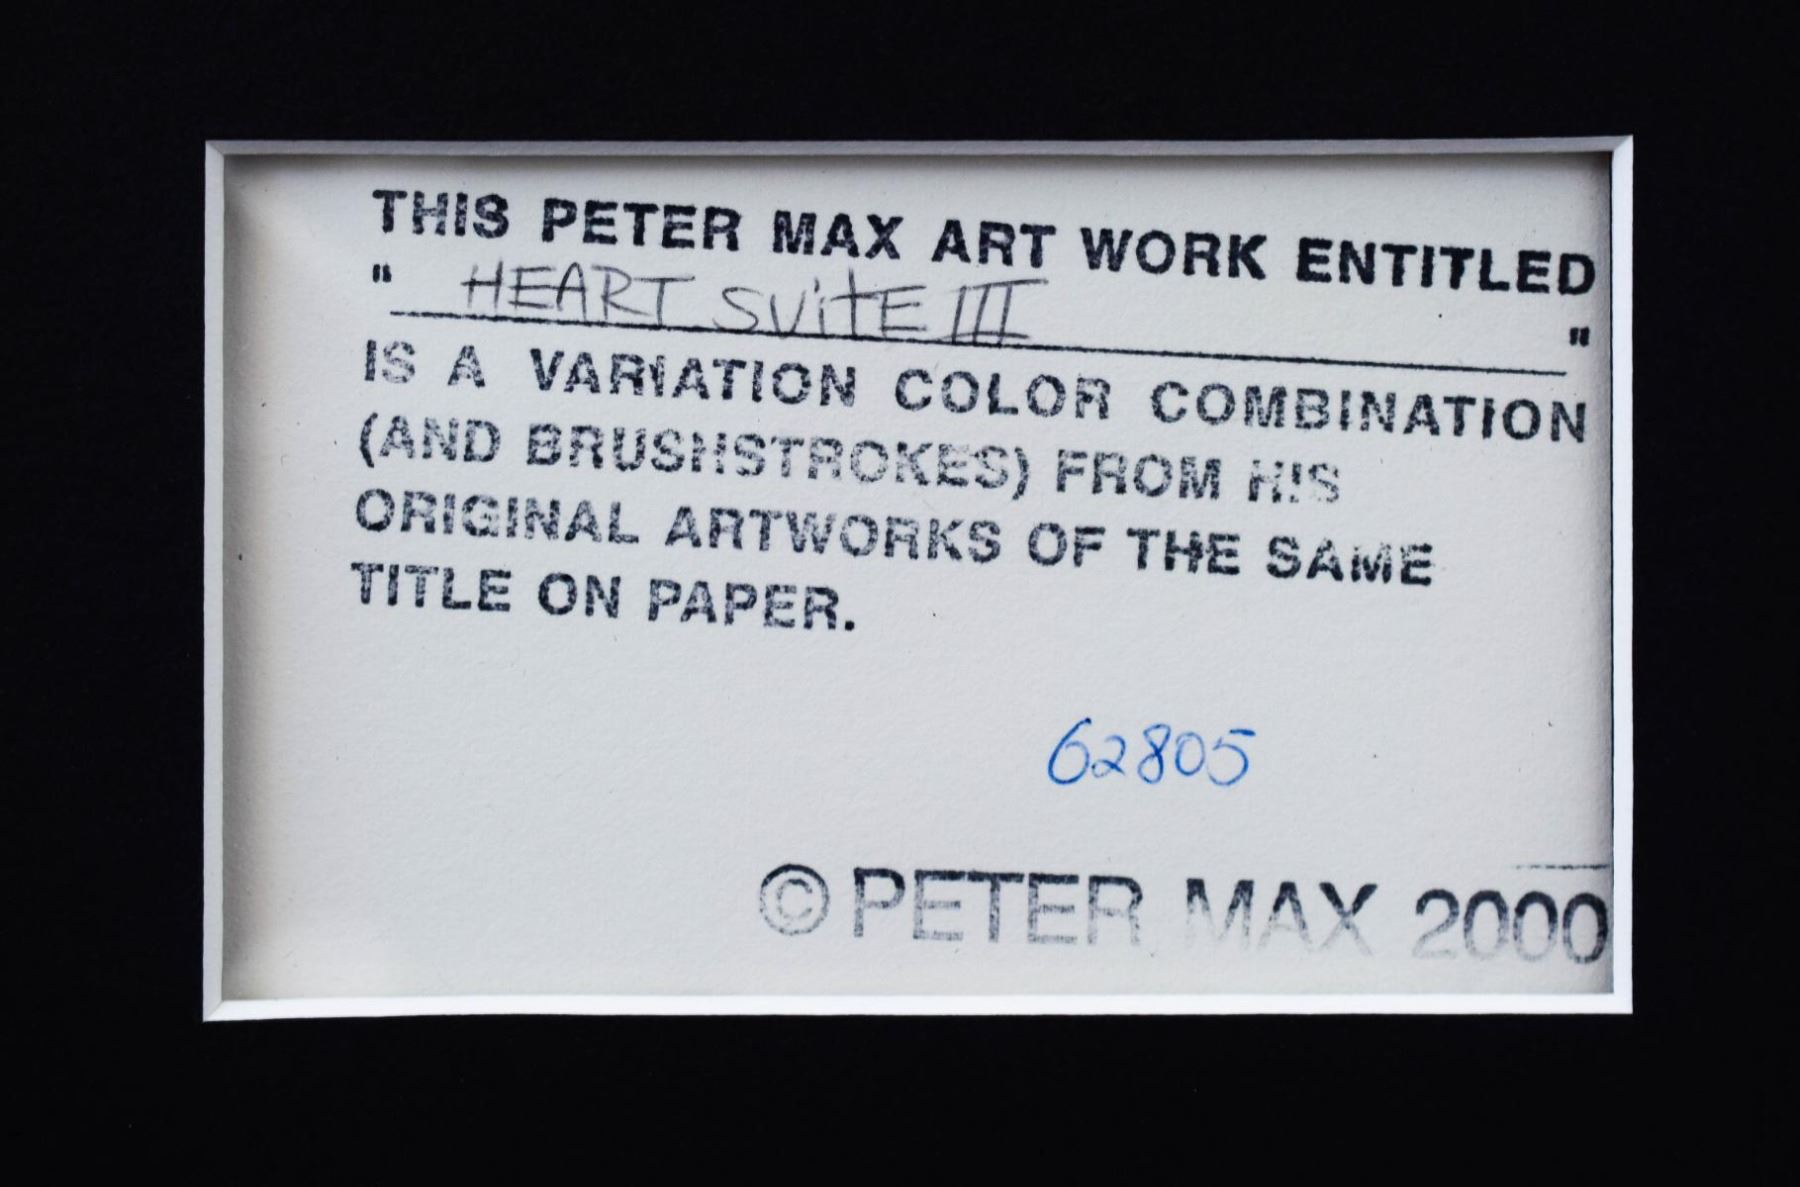 THIS PETER MAX ART WORK ENTITLED
" HEART SUiTE III "
IS A VARIATION COLOR COMBINATION
(AND BRUSHSTROKES) FROM HIS
ORIGINAL ARTWORKS OF THE SAME
TITLE ON PAPER.
62805
© PETER MAX 2000